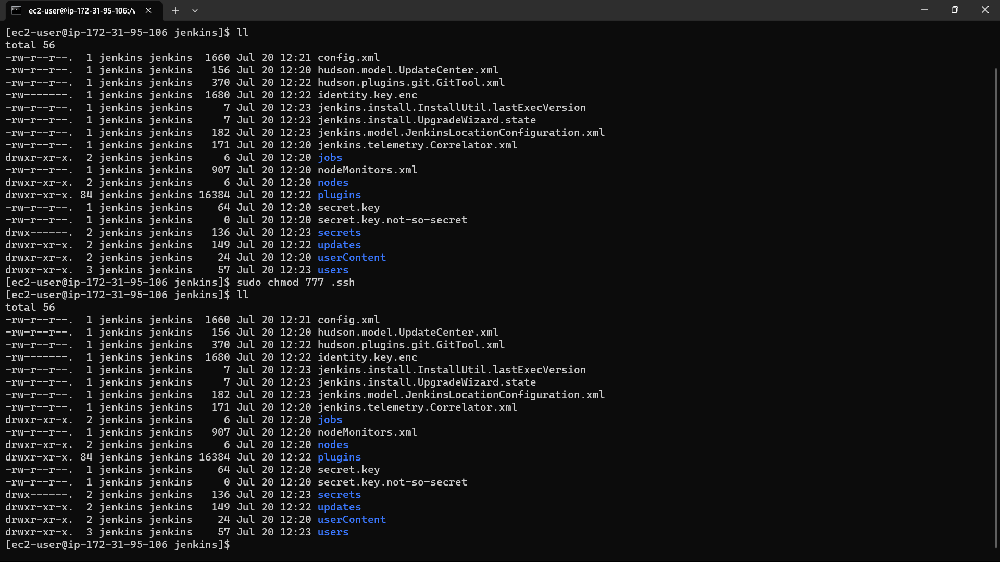 ec2-user@ip-172-31-95-106:/v
[ec2-user@ip-172-31-95-106 jenkins]$ ll
total 56
-rw-r--r--.  1 jenkins jenkins  1660 Jul 20 12:21 config.xml
-rw-r--r--.  1 jenkins jenkins   156 Jul 20 12:20 hudson.model.UpdateCenter.xml
-rw-r--r--.  1 jenkins jenkins   370 Jul 20 12:22 hudson.plugins.git.GitTool.xml
-rw-------.  1 jenkins jenkins  1680 Jul 20 12:22 identity.key.enc
-rw-r--r--.  1 jenkins jenkins     7 Jul 20 12:23 jenkins.install.InstallUtil.lastExecVersion
-rw-r--r--.  1 jenkins jenkins     7 Jul 20 12:23 jenkins.install.UpgradeWizard.state
-rw-r--r--.  1 jenkins jenkins   182 Jul 20 12:23 jenkins.model.JenkinsLocationConfiguration.xml
-rw-r--r--.  1 jenkins jenkins   171 Jul 20 12:20 jenkins.telemetry.Correlator.xml
drwxr-xr-x.  2 jenkins jenkins     6 Jul 20 12:20 jobs
-rw-r--r--.  1 jenkins jenkins   907 Jul 20 12:20 nodeMonitors.xml
drwxr-xr-x.  2 jenkins jenkins     6 Jul 20 12:20 nodes
drwxr-xr-x. 84 jenkins jenkins 16384 Jul 20 12:22 plugins
-rw-r--r--.  1 jenkins jenkins    64 Jul 20 12:20 secret.key
-rw-r--r--.  1 jenkins jenkins     0 Jul 20 12:20 secret.key.not-so-secret
drwx------.  2 jenkins jenkins   136 Jul 20 12:23 secrets
drwxr-xr-x.  2 jenkins jenkins   149 Jul 20 12:22 updates
drwxr-xr-x.  2 jenkins jenkins    24 Jul 20 12:20 userContent
drwxr-xr-x.  3 jenkins jenkins    57 Jul 20 12:23 users
[ec2-user@ip-172-31-95-106 jenkins]$ sudo chmod 777 .ssh
[ec2-user@ip-172-31-95-106 jenkins]$ ll
total 56
-rw-r--r--.  1 jenkins jenkins  1660 Jul 20 12:21 config.xml
-rw-r--r--.  1 jenkins jenkins   156 Jul 20 12:20 hudson.model.UpdateCenter.xml
-rw-r--r--.  1 jenkins jenkins   370 Jul 20 12:22 hudson.plugins.git.GitTool.xml
-rw-------.  1 jenkins jenkins  1680 Jul 20 12:22 identity.key.enc
-rw-r--r--.  1 jenkins jenkins     7 Jul 20 12:23 jenkins.install.InstallUtil.lastExecVersion
-rw-r--r--.  1 jenkins jenkins     7 Jul 20 12:23 jenkins.install.UpgradeWizard.state
-rw-r--r--.  1 jenkins jenkins   182 Jul 20 12:23 jenkins.model.JenkinsLocationConfiguration.xml
-rw-r--r--.  1 jenkins jenkins   171 Jul 20 12:20 jenkins.telemetry.Correlator.xml
drwxr-xr-x.  2 jenkins jenkins     6 Jul 20 12:20 jobs
-rw-r--r--.  1 jenkins jenkins   907 Jul 20 12:20 nodeMonitors.xml
drwxr-xr-x.  2 jenkins jenkins     6 Jul 20 12:20 nodes
drwxr-xr-x. 84 jenkins jenkins 16384 Jul 20 12:22 plugins
-rw-r--r--.  1 jenkins jenkins    64 Jul 20 12:20 secret.key
-rw-r--r--.  1 jenkins jenkins     0 Jul 20 12:20 secret.key.not-so-secret
drwx------.  2 jenkins jenkins   136 Jul 20 12:23 secrets
drwxr-xr-x.  2 jenkins jenkins   149 Jul 20 12:22 updates
drwxr-xr-x.  2 jenkins jenkins    24 Jul 20 12:20 userContent
drwxr-xr-x.  3 jenkins jenkins    57 Jul 20 12:23 users
[ec2-user@ip-172-31-95-106 jenkins]$